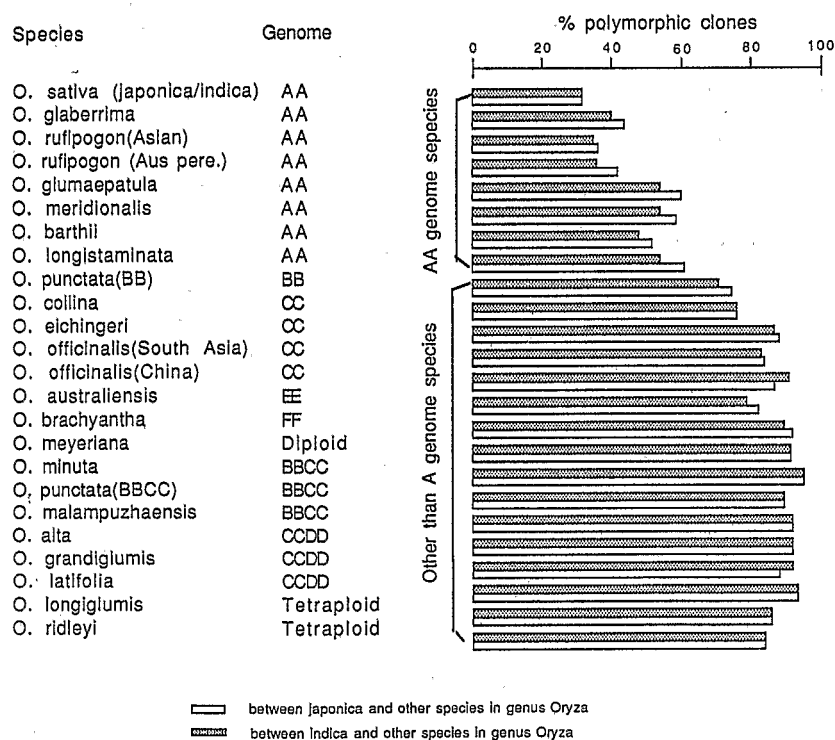 Species Genome % polymorphic clones
0 20 40 60 80 100
O. sativa (japonica/indica) AA
O. glaberrima AA
O. rufipogon(Asian) AA
O. rufipogon (Aus pere.) AA
O. glumaepatula AA
O. meridionalis AA
O. barthii AA
O. longistaminata AA
O. punctata(BB) BB
O. collina CC
O. eichingeri CC
O. officinalis(South Asia) CC
O. officinalis(China) CC
O. australiensis EE
O. brachyantha FF
O. meyeriana Diploid
O. minuta BBCC
O. punctata(BBCC) BBCC
O. malampuzhaensis BBCC
O. alta CCDD
O. grandiglumis CCDD
O. latifolia CCDD
O. longiglumis Tetraploid
O. ridleyi Tetraploid
AA genome sepecies
Other than A genome species
between japonica and other species in genus Oryza
between indica and other species in genus Oryza